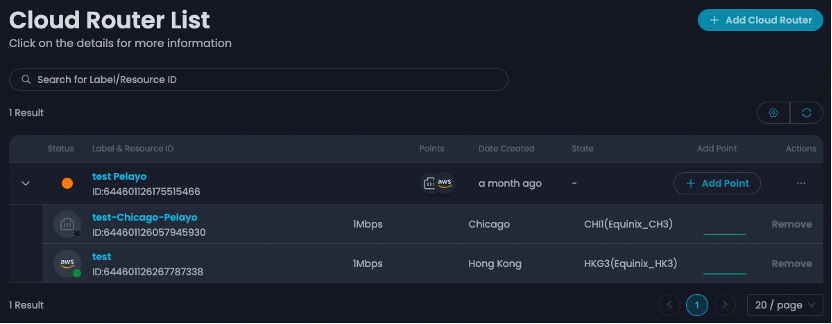 Cloud Router List
+ Add Cloud Router
Click on the details for more information
Search for Label/Resource ID
1 Result
Status Label & Resource ID Points Date Created State Add Point Actions
test Pelayo
ID:644601126175515466
aws a month ago - + Add Point ...
test-Chicago-Pelayo
ID:644601126057945930
1Mbps Chicago CHI1(Equinix_CH3) Remove
aws
test
ID:644601126267787338
1Mbps Hong Kong HKG3(Equinix_HK3) Remove
1 Result
< 1 > 20 / page